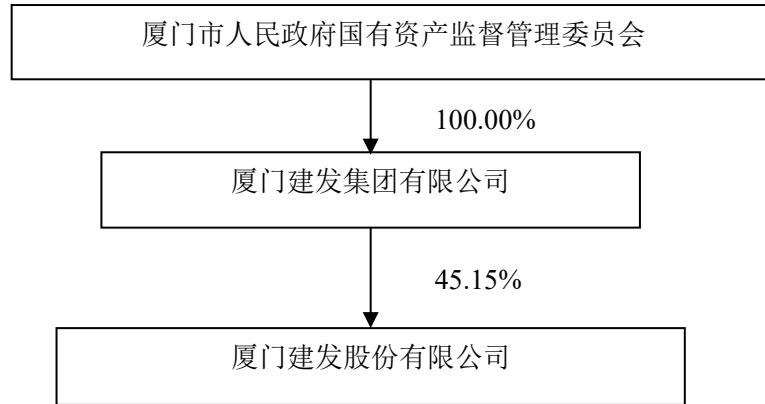 厦门市人民政府国有资产监督管理委员会
100.00%
厦门建发集团有限公司
45.15%
厦门建发股份有限公司